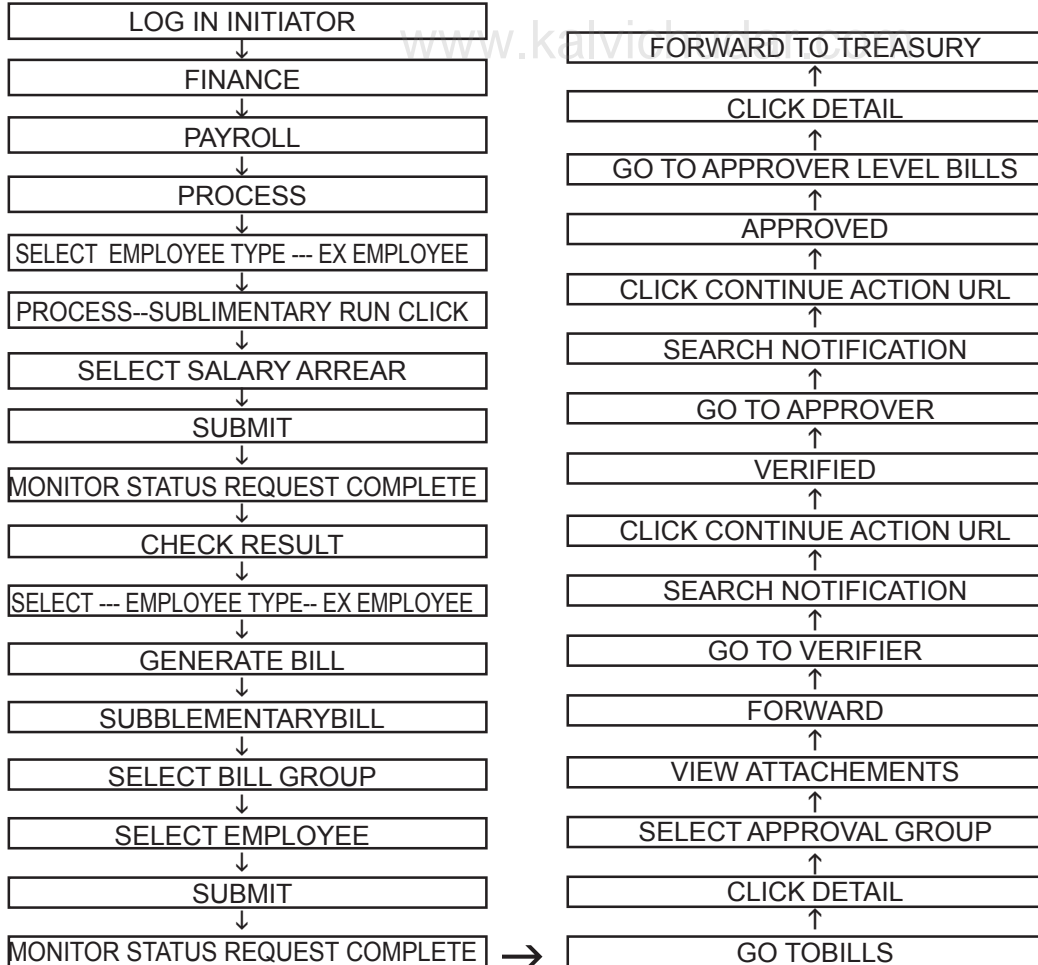 LOG IN INITIATOR
↓
FINANCE
↓
PAYROLL
↓
PROCESS
↓
SELECT EMPLOYEE TYPE --- EX EMPLOYEE
↓
PROCESS--SUBLIMENTARY RUN CLICK
↓
SELECT SALARY ARREAR
↓
SUBMIT
↓
MONITOR STATUS REQUEST COMPLETE
↓
CHECK RESULT
↓
SELECT --- EMPLOYEE TYPE-- EX EMPLOYEE
↓
GENERATE BILL
↓
SUBBLEMENTARYBILL
↓
SELECT BILL GROUP
↓
SELECT EMPLOYEE
↓
SUBMIT
↓
MONITOR STATUS REQUEST COMPLETE
→
GO TOBILLS
↑
CLICK DETAIL
↑
SELECT APPROVAL GROUP
↑
VIEW ATTACHEMENTS
↑
FORWARD
↑
GO TO VERIFIER
↑
SEARCH NOTIFICATION
↑
CLICK CONTINUE ACTION URL
↑
VERIFIED
↑
GO TO APPROVER
↑
SEARCH NOTIFICATION
↑
CLICK CONTINUE ACTION URL
↑
APPROVED
↑
GO TO APPROVER LEVEL BILLS
↑
CLICK DETAIL
↑
FORWARD TO TREASURY